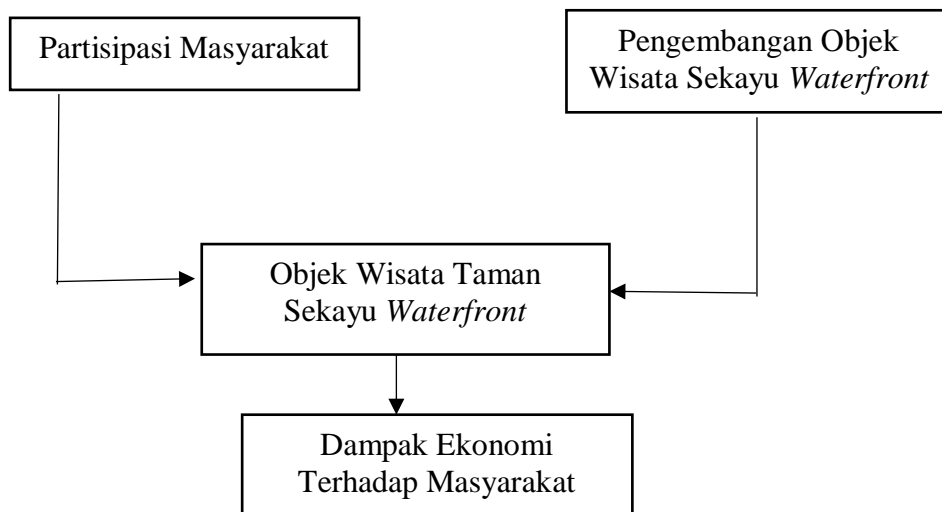 Partisipasi Masyarakat
Pengembangan Objek
Wisata Sekayu Waterfront
Objek Wisata Taman
Sekayu Waterfront
Dampak Ekonomi
Terhadap Masyarakat